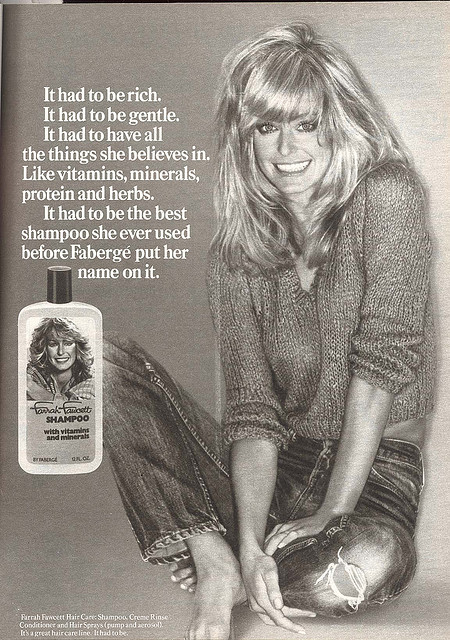 It had to be rich.
It had to be gentle.
It had to have all
the things she believes in.
Like vitamins, minerals,
protein and herbs.
It had to be the best
shampoo she ever used
before Fabergé put her
name on it.
Farrah Fawcett
SHAMPOO
with vitamins
and minerals
BY FABERGÉ 12 FL. OZ.
Farrah Fawcett Hair Care: Shampoo, Creme Rinse
Conditioner and Hair Sprays (pump and aerosol).
It's a great hair care line. It had to be.